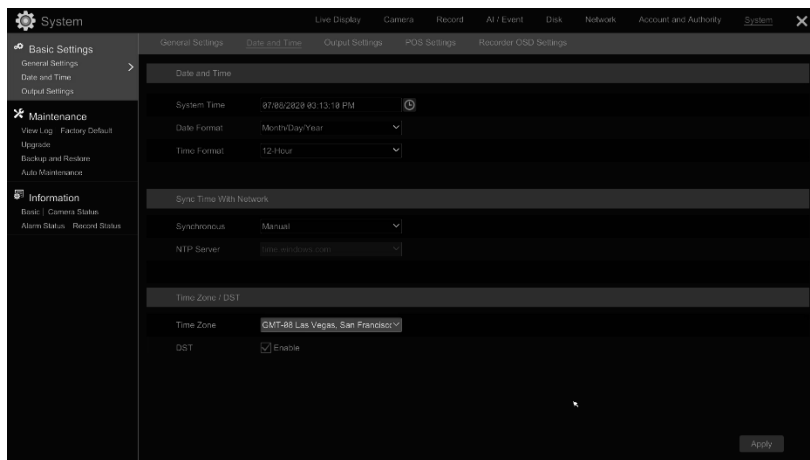 System
Live Display Camera Record AI / Event Disk Network Account and Authority System
Basic Settings
General Settings
Date and Time
Output Settings
Maintenance
View Log Factory Default
Upgrade
Backup and Restore
Auto Maintenance
Information
Basic | Camera Status
Alarm Status Record Status
General Settings Date and Time Output Settings POS Settings Recorder OSD Settings
Date and Time
System Time 07/08/2020 03:13:10 PM
Date Format Month/Day/Year
Time Format 12-Hour
Sync Time With Network
Synchronous Manual
NTP Server time.windows.com
Time Zone / DST
Time Zone GMT-08 Las Vegas, San Francisco
DST Enable
Apply